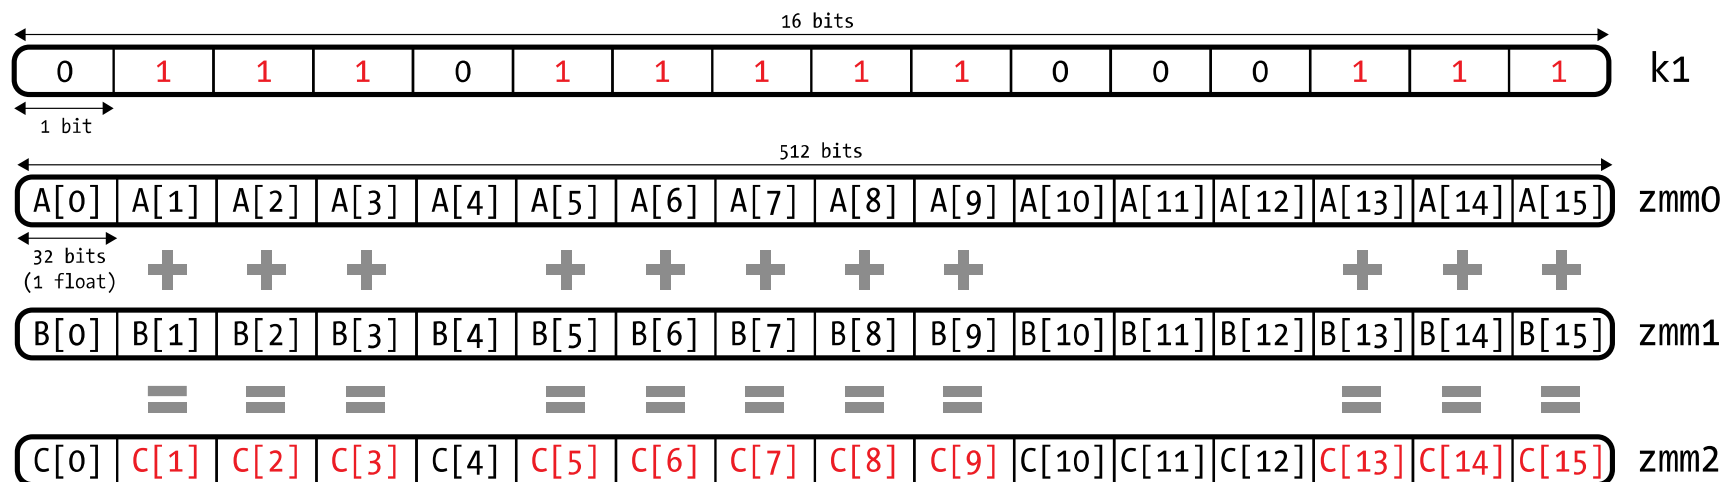 16 bits
0 1 1 1 0 1 1 1 1 1 0 0 0 1 1 1 k1
1 bit
512 bits
A[0] A[1] A[2] A[3] A[4] A[5] A[6] A[7] A[8] A[9] A[10] A[11] A[12] A[13] A[14] A[15] zmm0
32 bits
(1 float)
+ + + + + + + + + + +
B[0] B[1] B[2] B[3] B[4] B[5] B[6] B[7] B[8] B[9] B[10] B[11] B[12] B[13] B[14] B[15] zmm1
= = = = = = = = = = =
C[0] C[1] C[2] C[3] C[4] C[5] C[6] C[7] C[8] C[9] C[10] C[11] C[12] C[13] C[14] C[15] zmm2